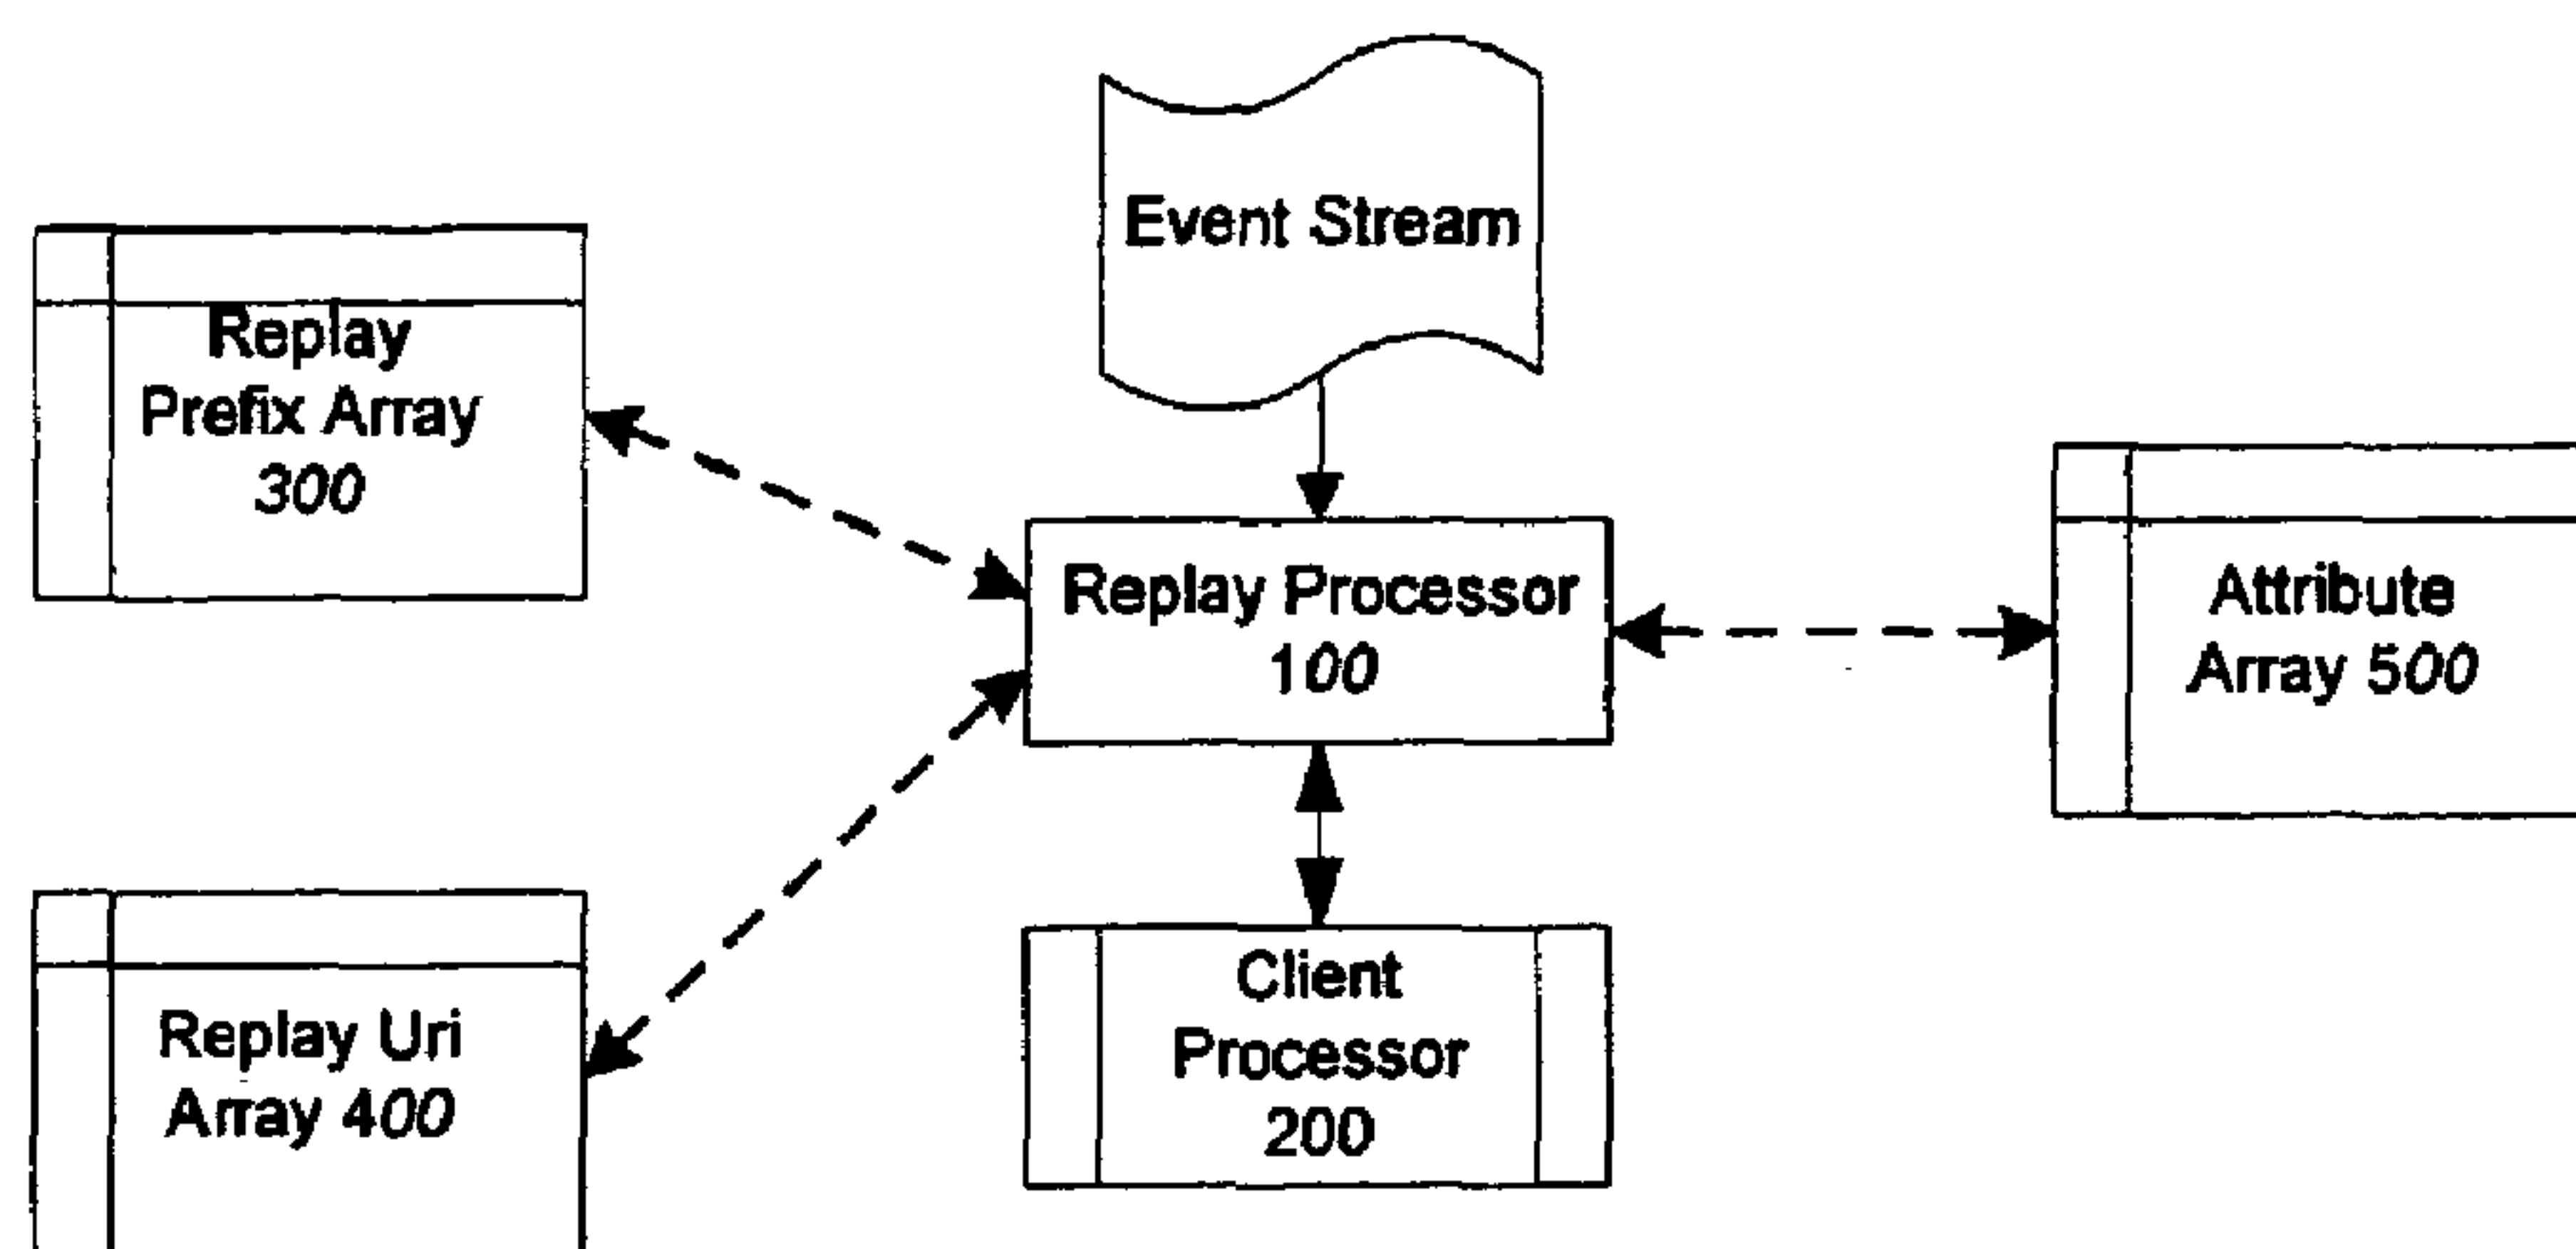 Event Stream
Replay
Prefix Array
300
Replay Processor
100
Attribute
Array 500
Client
Processor
200
Replay Uri
Array 400